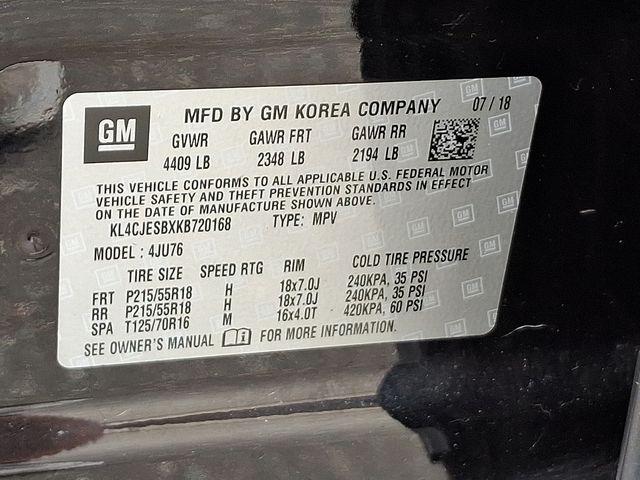 GM MFD BY GM KOREA COMPANY 07 / 18
GVWR GAWR FRT GAWR RR
4409 LB 2348 LB 2194 LB
THIS VEHICLE CONFORMS TO ALL APPLICABLE U.S. FEDERAL MOTOR
VEHICLE SAFETY AND THEFT PREVENTION STANDARDS IN EFFECT
ON THE DATE OF MANUFACTURE SHOWN ABOVE.
KL4CJESBXKB720168 TYPE: MPV
MODEL : 4JU76
TIRE SIZE SPEED RTG RIM COLD TIRE PRESSURE
FRT P215/55R18 H 18x7.0J 240KPA, 35 PSI
RR P215/55R18 H 18x7.0J 240KPA, 35 PSI
SPA T125/70R16 M 16x4.0T 420KPA, 60 PSI
SEE OWNER'S MANUAL FOR MORE INFORMATION.